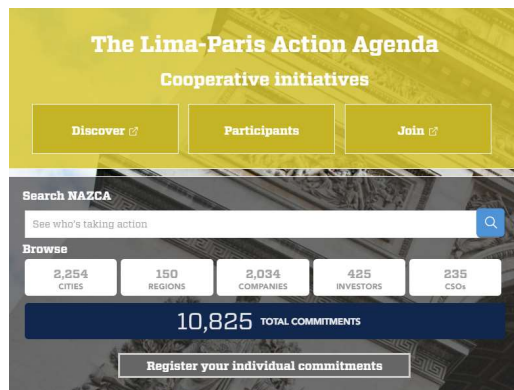 The Lima-Paris Action Agenda
Cooperative initiatives
Discover Participants Join
Search NAZCA
See who's taking action
Browse
2,254 150 2,034 425 235
CITIES REGIONS COMPANIES INVESTORS CSOs
10,825 TOTAL COMMITMENTS
Register your individual commitments